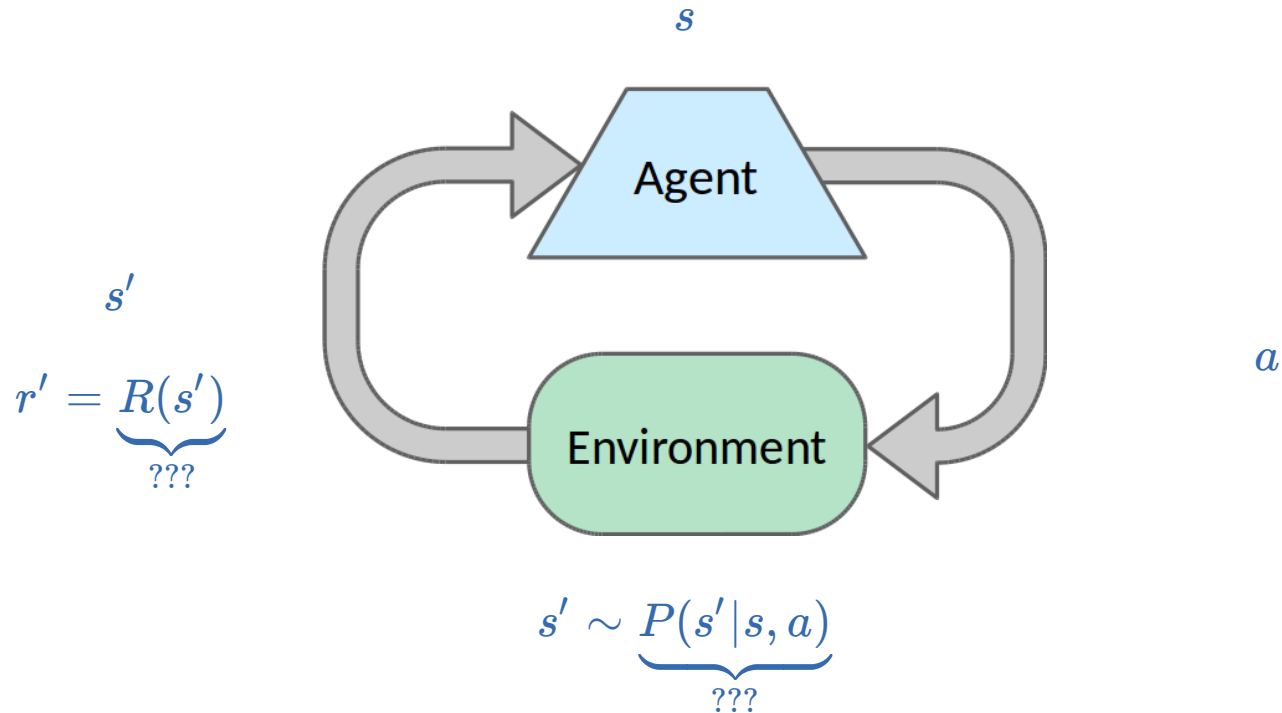 s
Agent
s′
r′ = R(s′)
???
a
Environment
s′ ∼ P(s′|s, a)
???